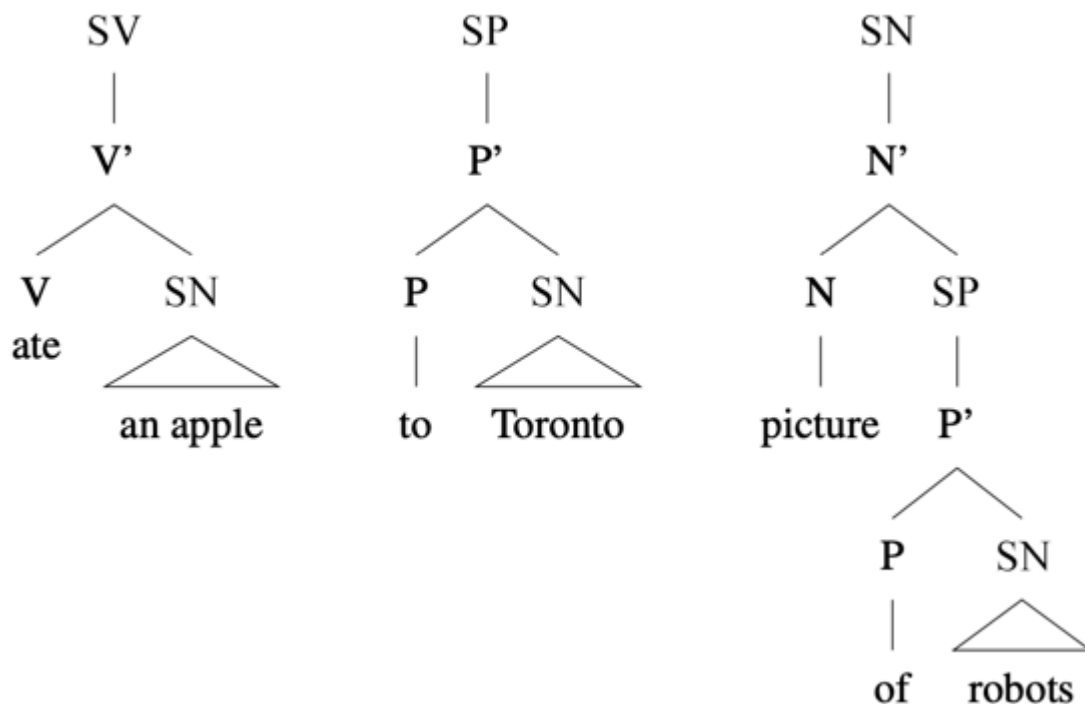 SV SP SN
V’ P’ N’
V SN P SN N SP
ate
an apple to Toronto picture P’
P SN
of robots